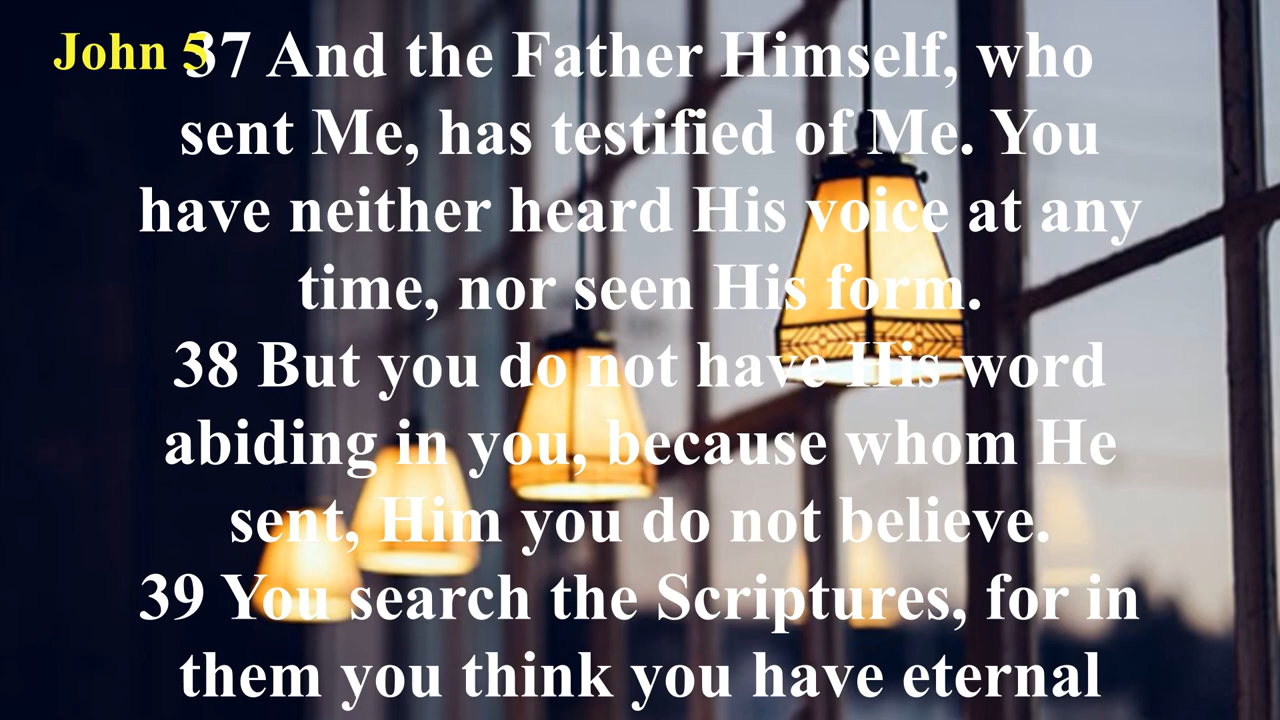 John 5
37 And the Father Himself, who
sent Me, has testified of Me. You
have neither heard His voice at any
time, nor seen His form.
38 But you do not have His word
abiding in you, because whom He
sent, Him you do not believe.
39 You search the Scriptures, for in
them you think you have eternal